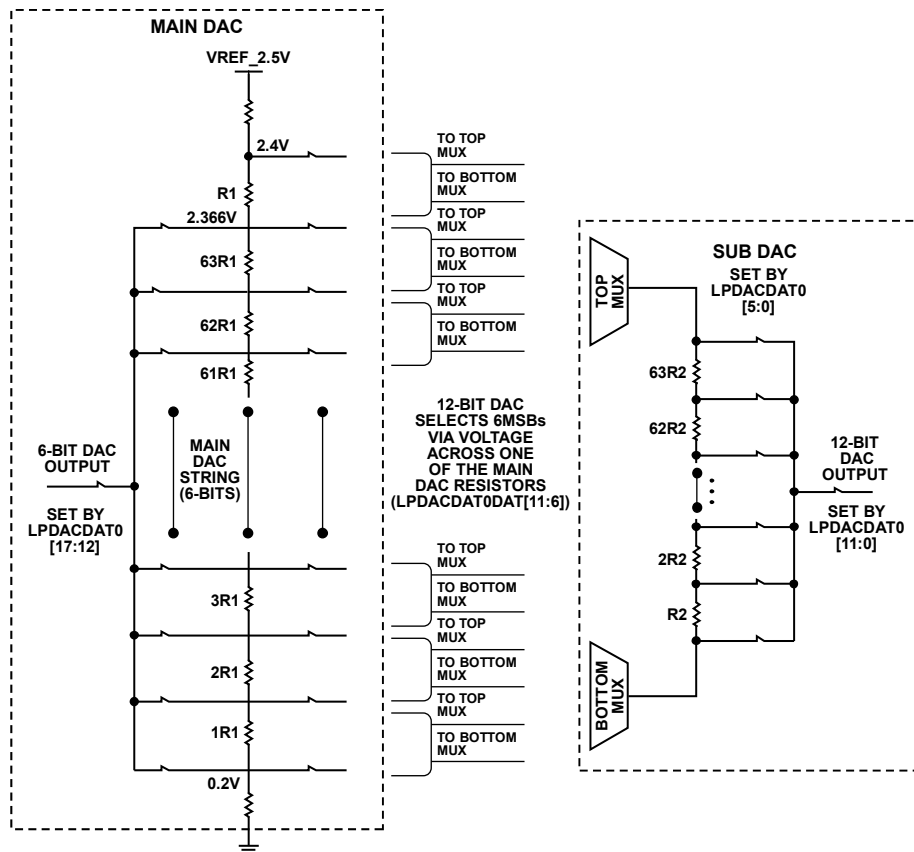 MAIN DAC
VREF_2.5V
2.4V
R1
2.366V
63R1
62R1
61R1
6-BIT DAC
OUTPUT
SET BY
LPDACDAT0
[17:12]
MAIN
DAC
STRING
(6-BITS)
3R1
2R1
1R1
0.2V
TO TOP
MUX
TO BOTTOM
MUX
TO TOP
MUX
TO BOTTOM
MUX
TO TOP
MUX
TO BOTTOM
MUX
12-BIT DAC
SELECTS 6MSBs
VIA VOLTAGE
ACROSS ONE
OF THE MAIN
DAC RESISTORS
(LPDACDAT0DAT[11:6])
TO TOP
MUX
TO BOTTOM
MUX
TO TOP
MUX
TO BOTTOM
MUX
TO TOP
MUX
TO BOTTOM
MUX
SUB DAC
SET BY
LPDACDAT0
[5:0]
TOP
MUX
63R2
62R2
2R2
R2
BOTTOM
MUX
12-BIT
DAC
OUTPUT
SET BY
LPDACDAT0
[11:0]